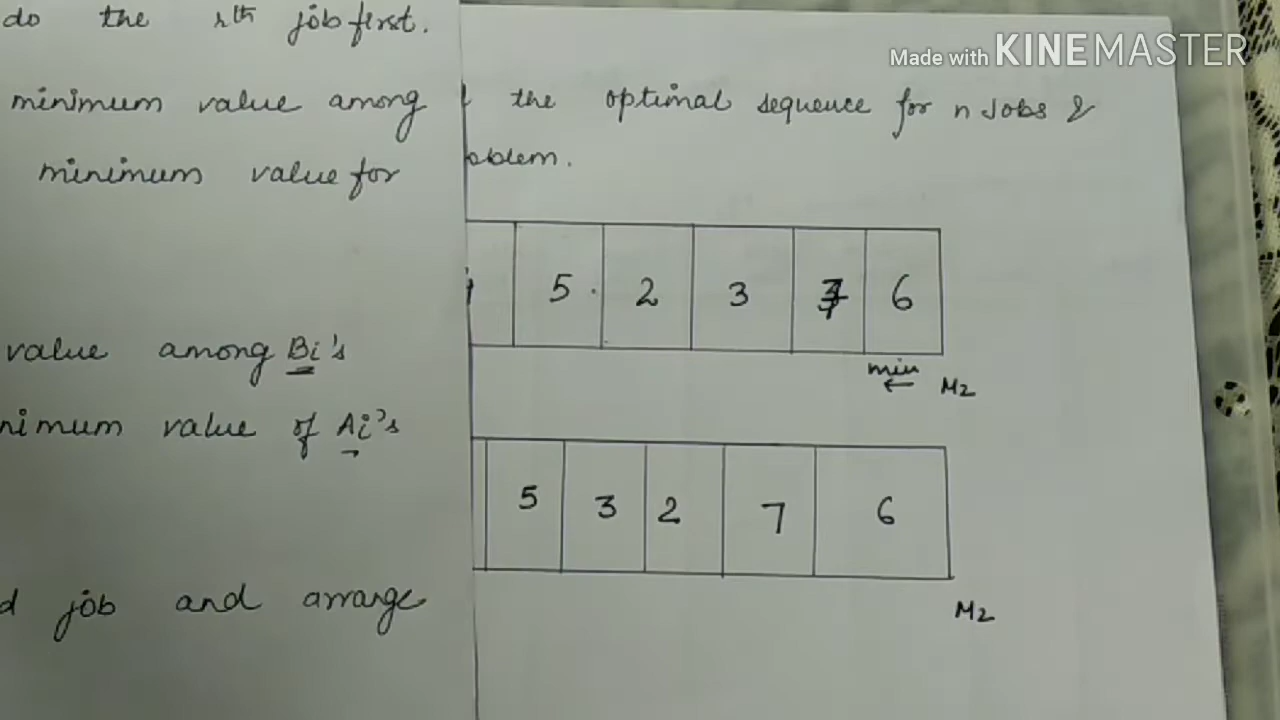 do the rth job first.
minimum value among
minimum value for
value among Bi's
nimum value of Ai's
d job and arrange
Made with KINEMASTER
the optimal sequence for n Jobs &
oblem.
5 2 3 7 6
min
← M2
5 3 2 7 6
M2